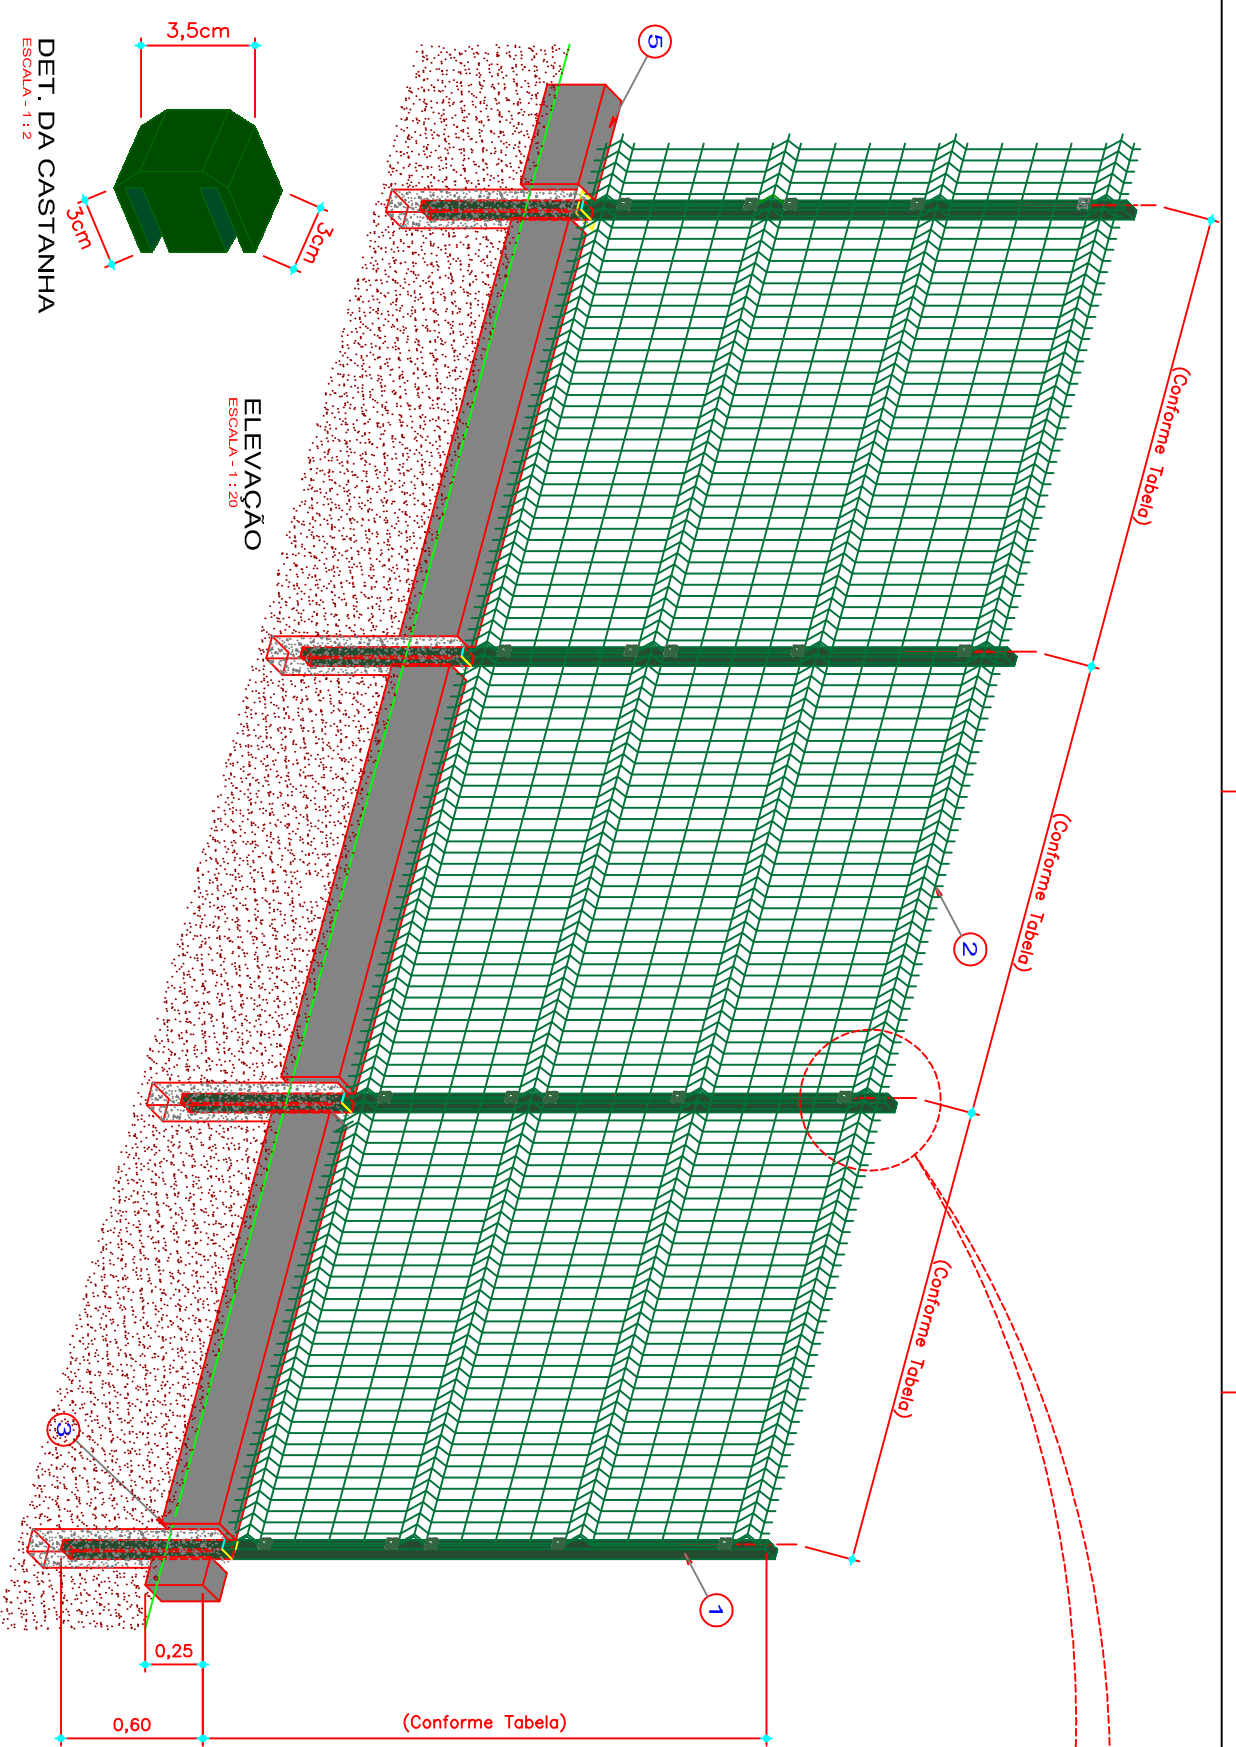 5
(Conforme Tabela)
(Conforme Tabela)
2
(Conforme Tabela)
1
3
(Conforme Tabela)
0,25
0,60
ELEVAÇÃO
ESCALA - 1 : 20
3,5cm
3cm
3cm
DET. DA CASTANHA
ESCALA - 1 : 2